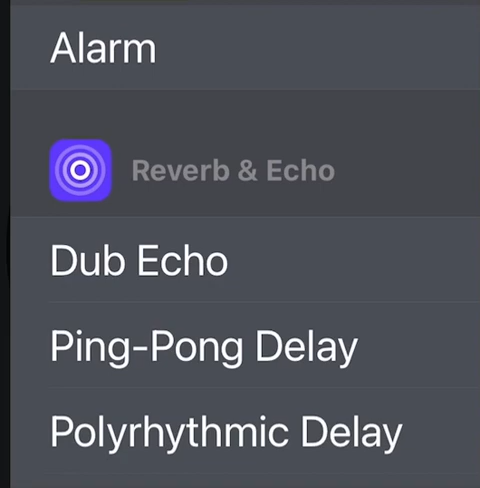 Alarm
Reverb & Echo
Dub Echo
Ping-Pong Delay
Polyrhythmic Delay